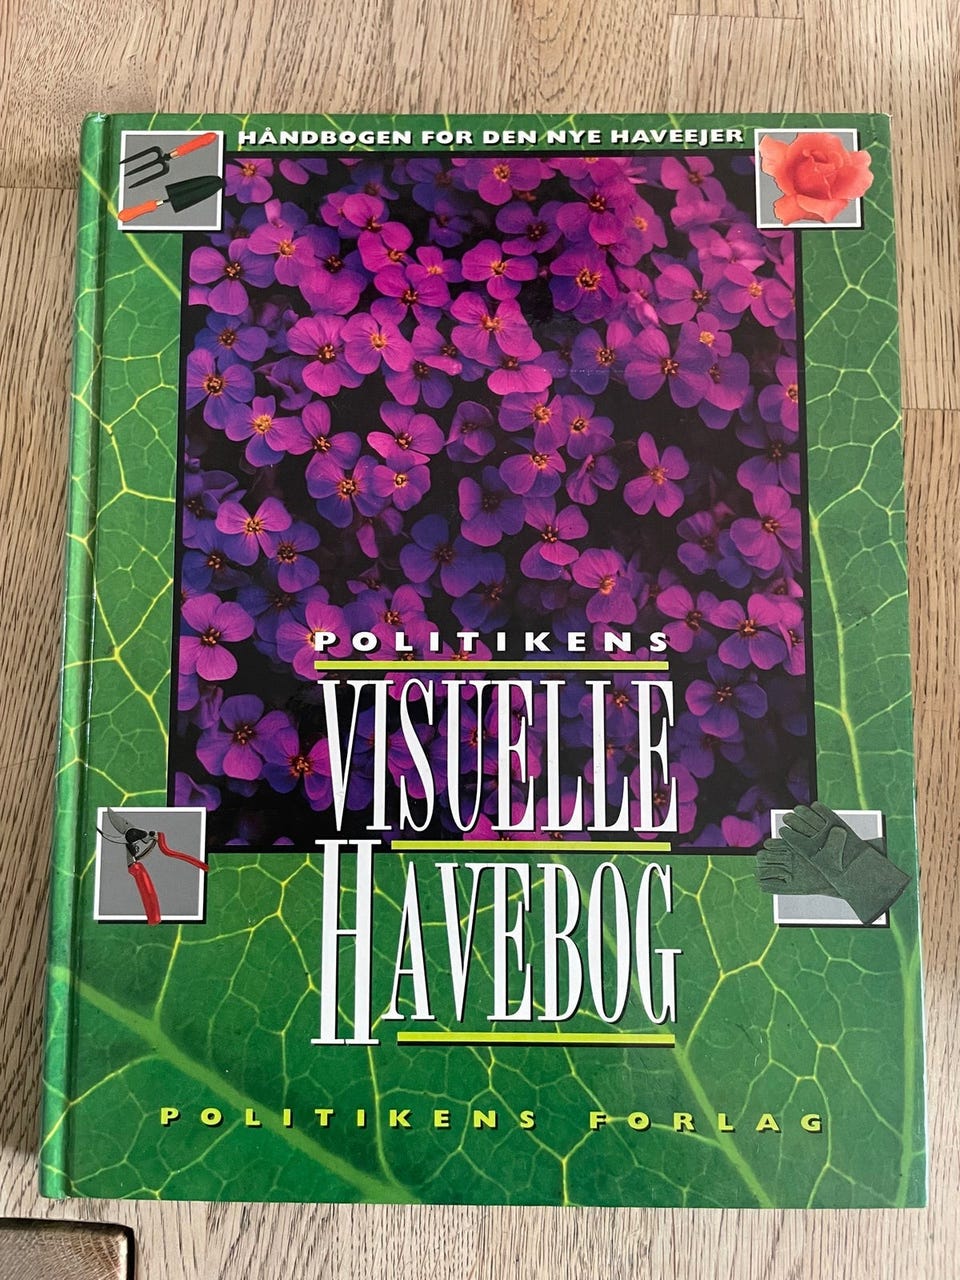 HÅNDBOGEN FOR DEN NYE HAVEEJER
POLITIKENS
VISUELLE
HAVEBOG
POLITIKENS FORLAG